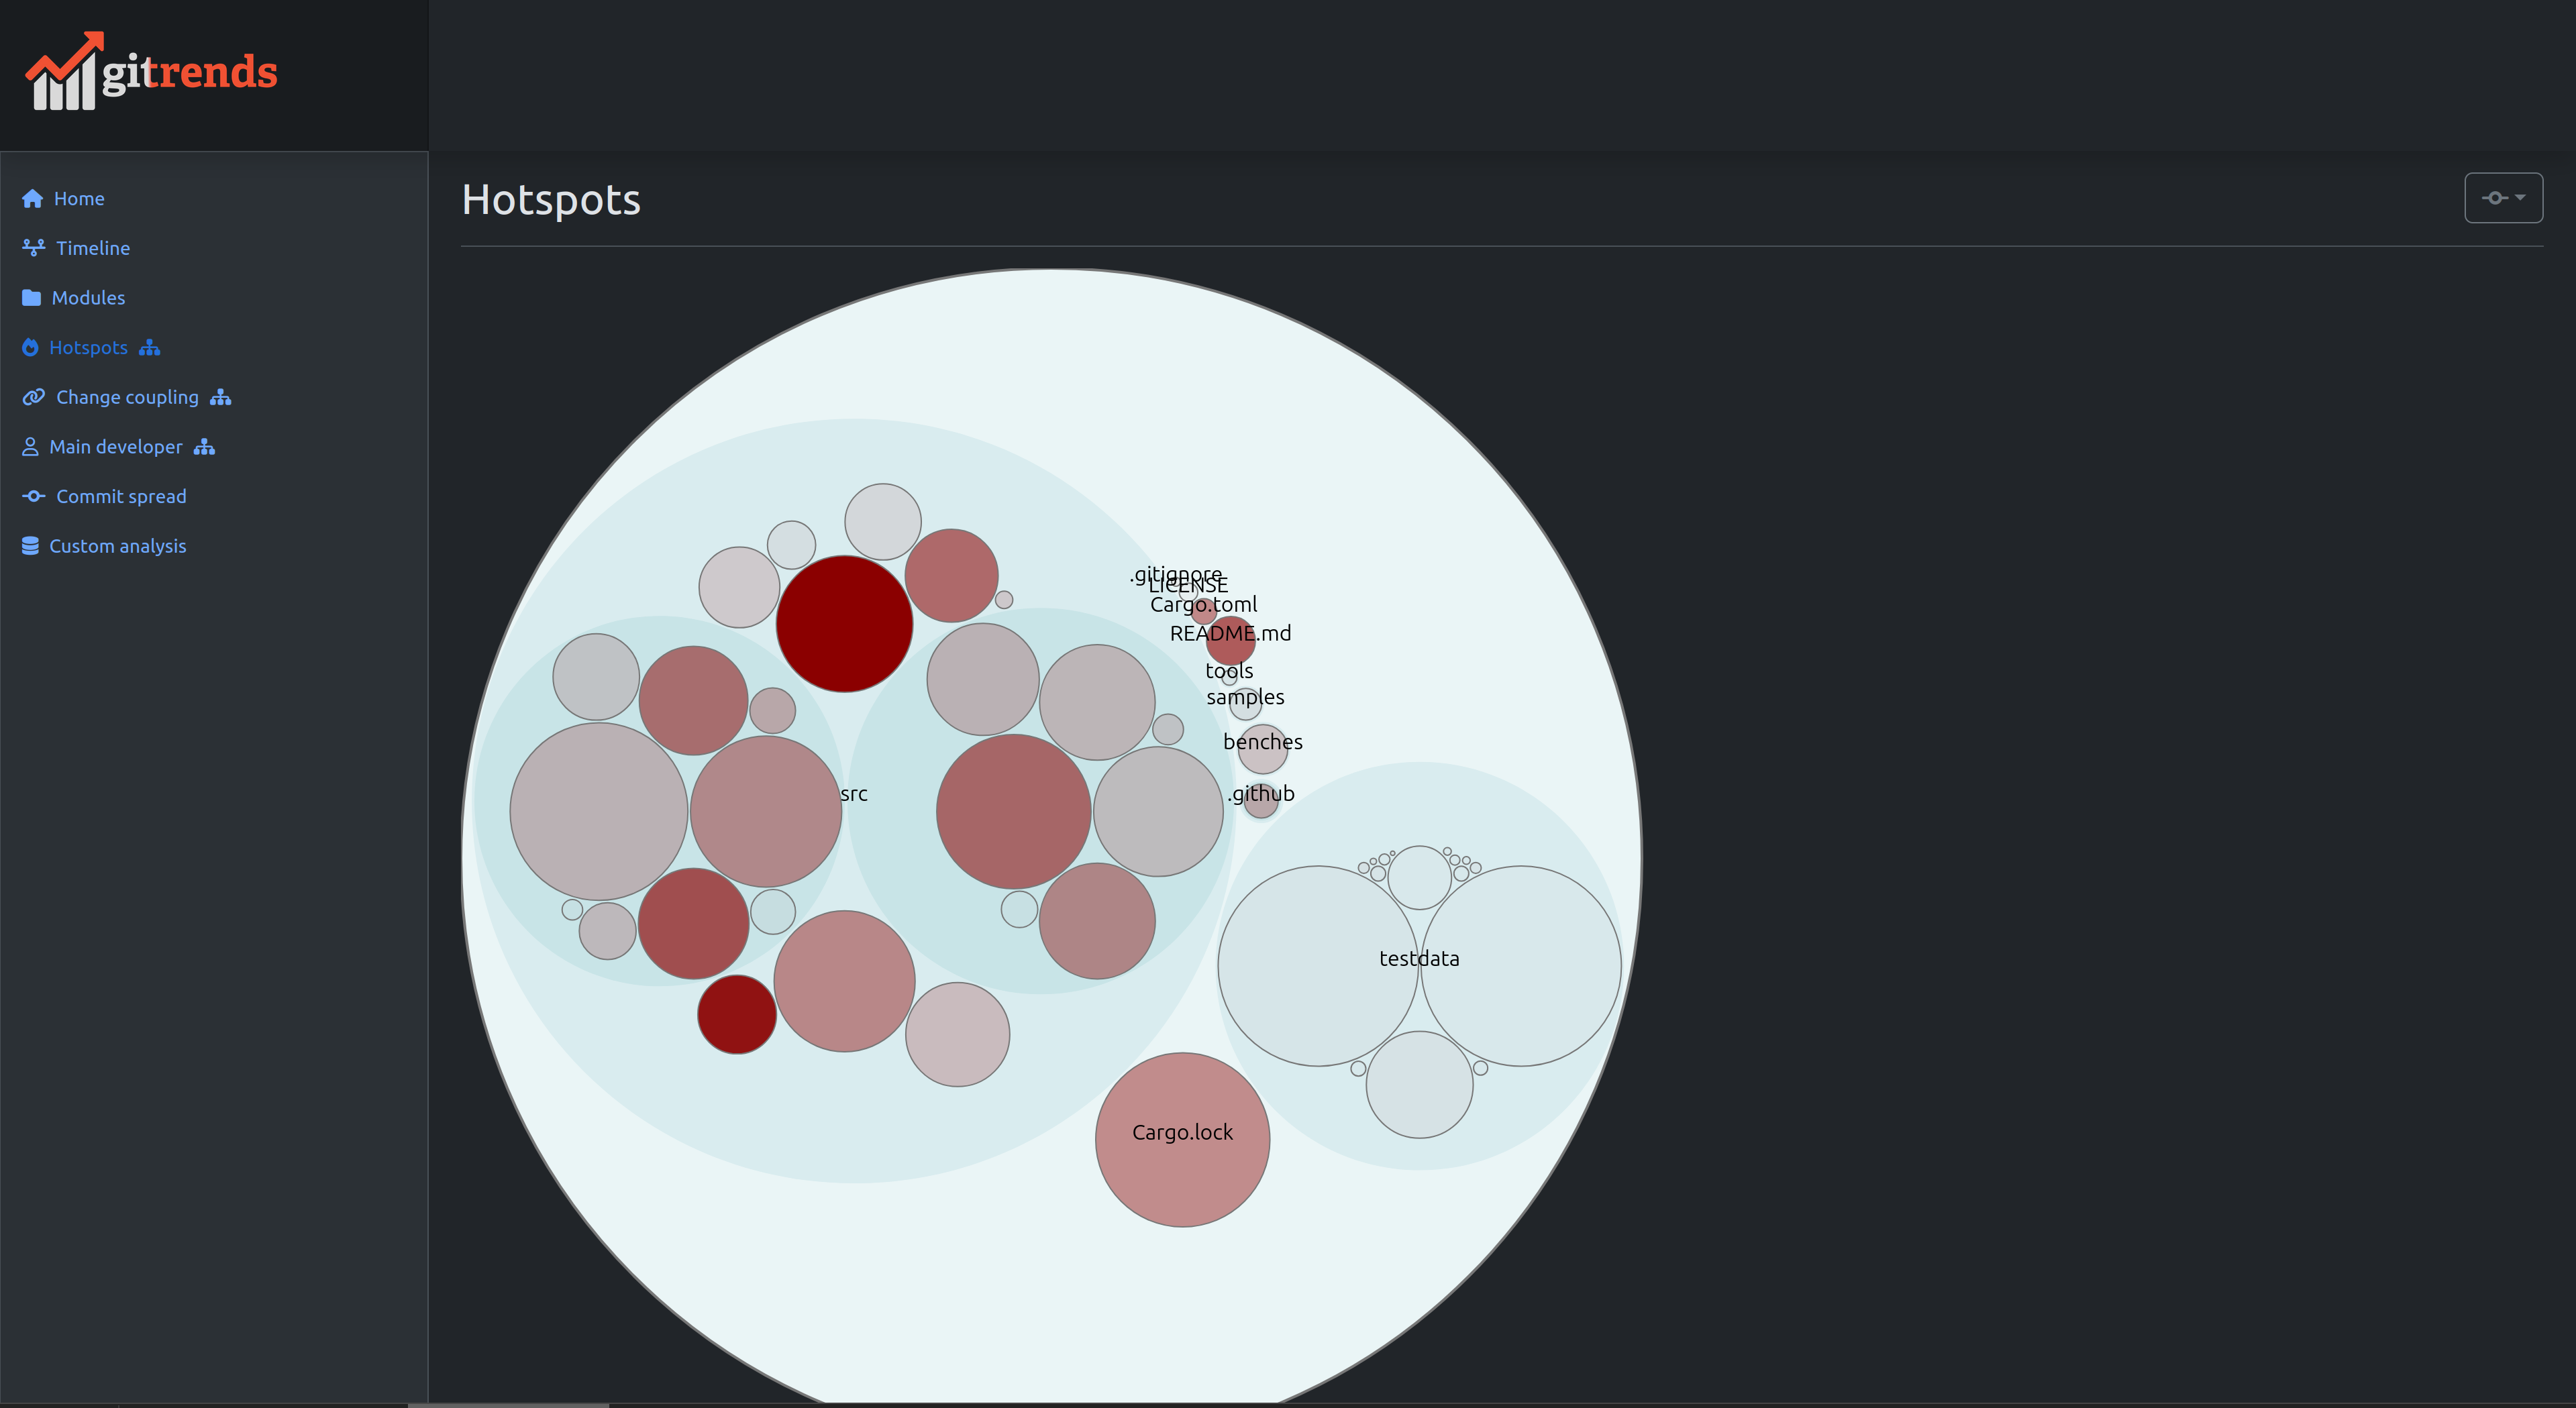 gitrends
Home
Timeline
Modules
Hotspots
Change coupling
Main developer
Commit spread
Custom analysis
Hotspots
.gitignore
LICENSE
Cargo.toml
README.md
tools
samples
benches
src
.github
testdata
Cargo.lock